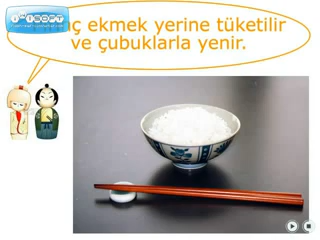 ekmek yerine tüketilir
ve çubuklarla yenir.